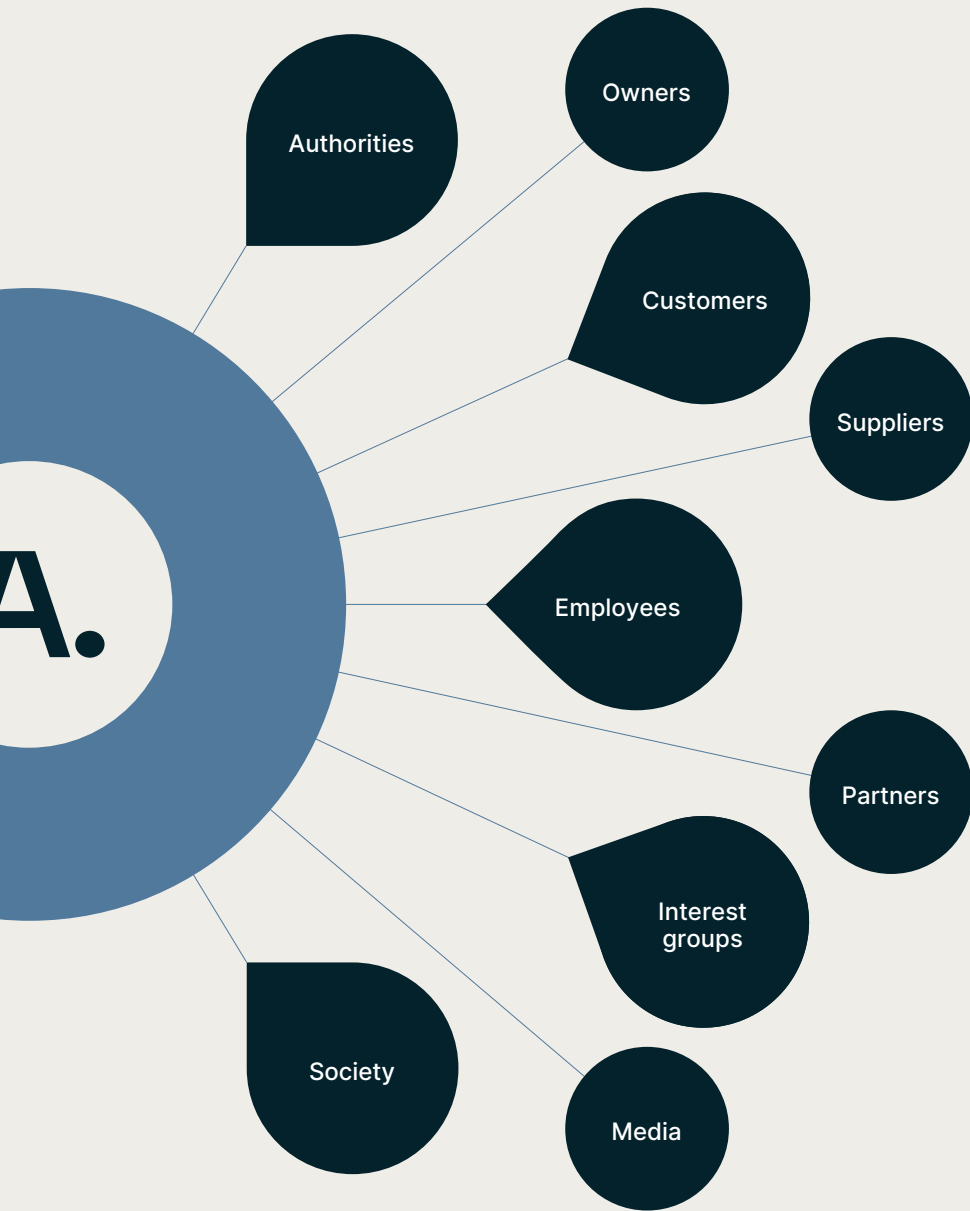 Owners
Authorities
Customers
Suppliers
A.
Employees
Partners
Interest
groups
Society
Media